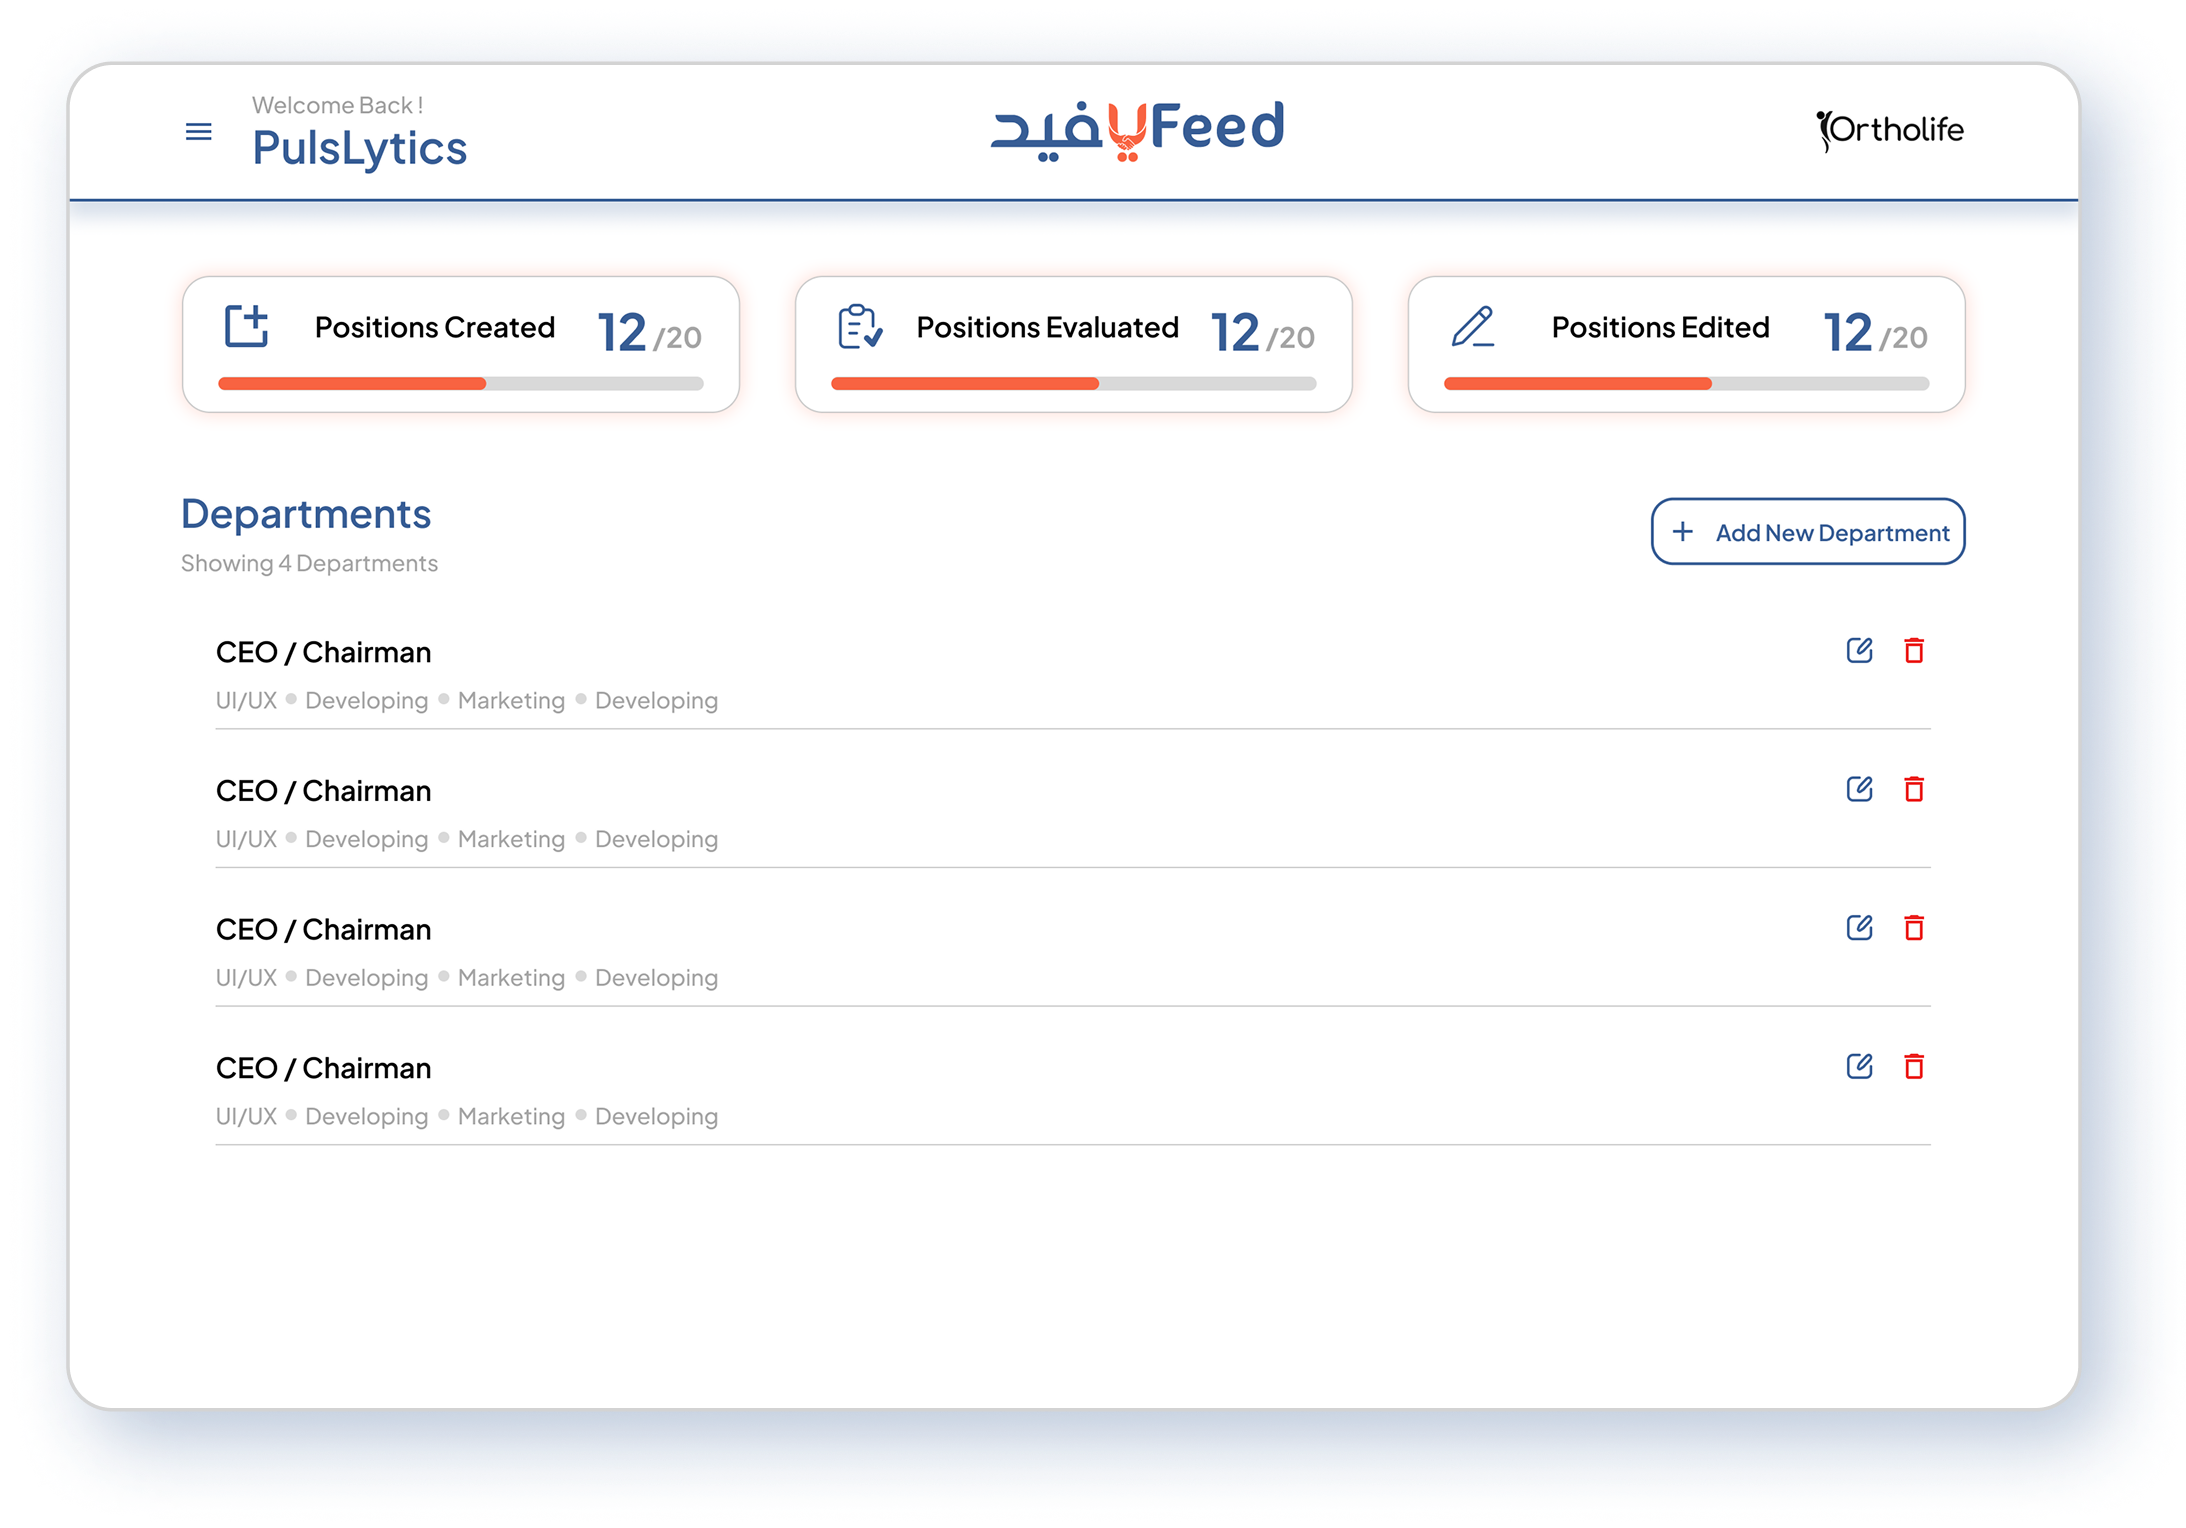 Welcome Back !
PulsLytics
يفيد Feed
Ortholife
Positions Created 12 /20
Positions Evaluated 12 /20
Positions Edited 12 /20
Departments
Showing 4 Departments
+ Add New Department
CEO / Chairman
UI/UX • Developing • Marketing • Developing
CEO / Chairman
UI/UX • Developing • Marketing • Developing
CEO / Chairman
UI/UX • Developing • Marketing • Developing
CEO / Chairman
UI/UX • Developing • Marketing • Developing